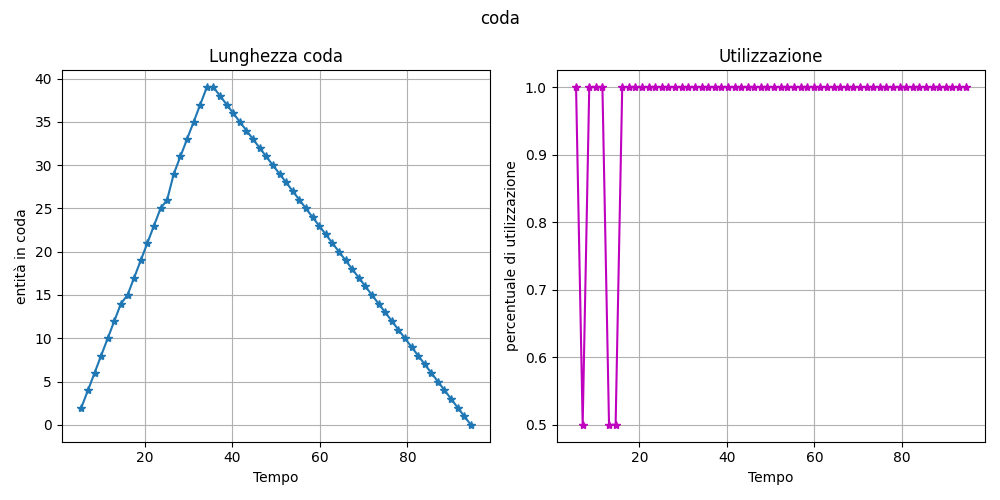 coda
Lunghezza coda
entità in coda
40
35
30
25
20
15
10
5
0
20 40 60 80
Tempo
Utilizzazione
percentuale di utilizzazione
1.0
0.9
0.8
0.7
0.6
0.5
20 40 60 80
Tempo